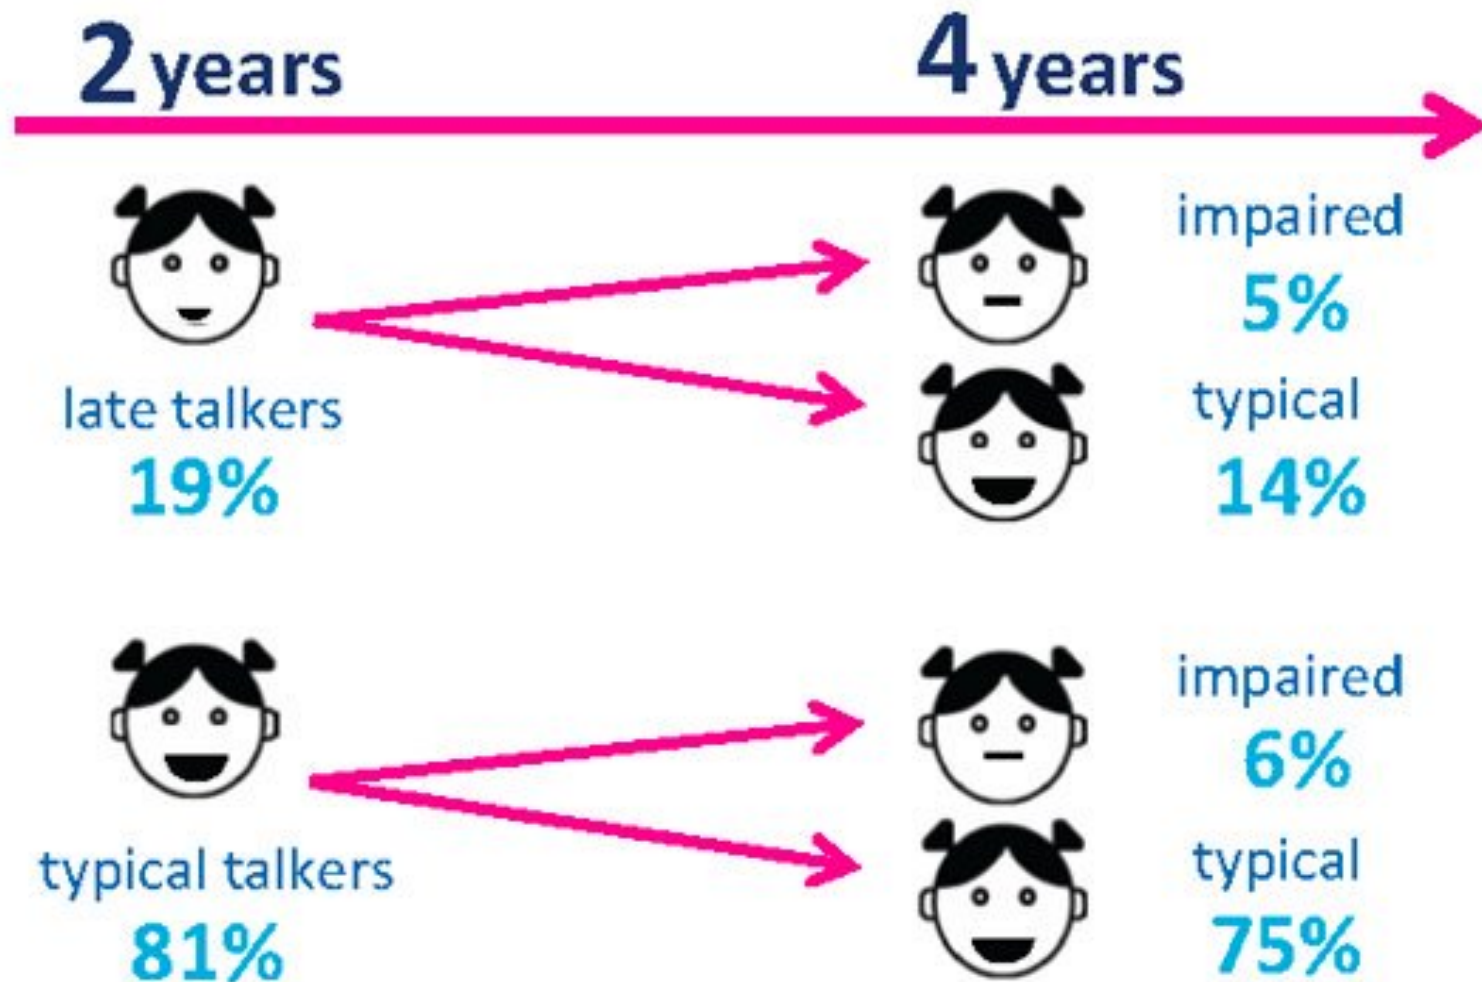 2 years
4 years
impaired
5%
late talkers
19%
typical
14%
impaired
6%
typical talkers
81%
typical
75%